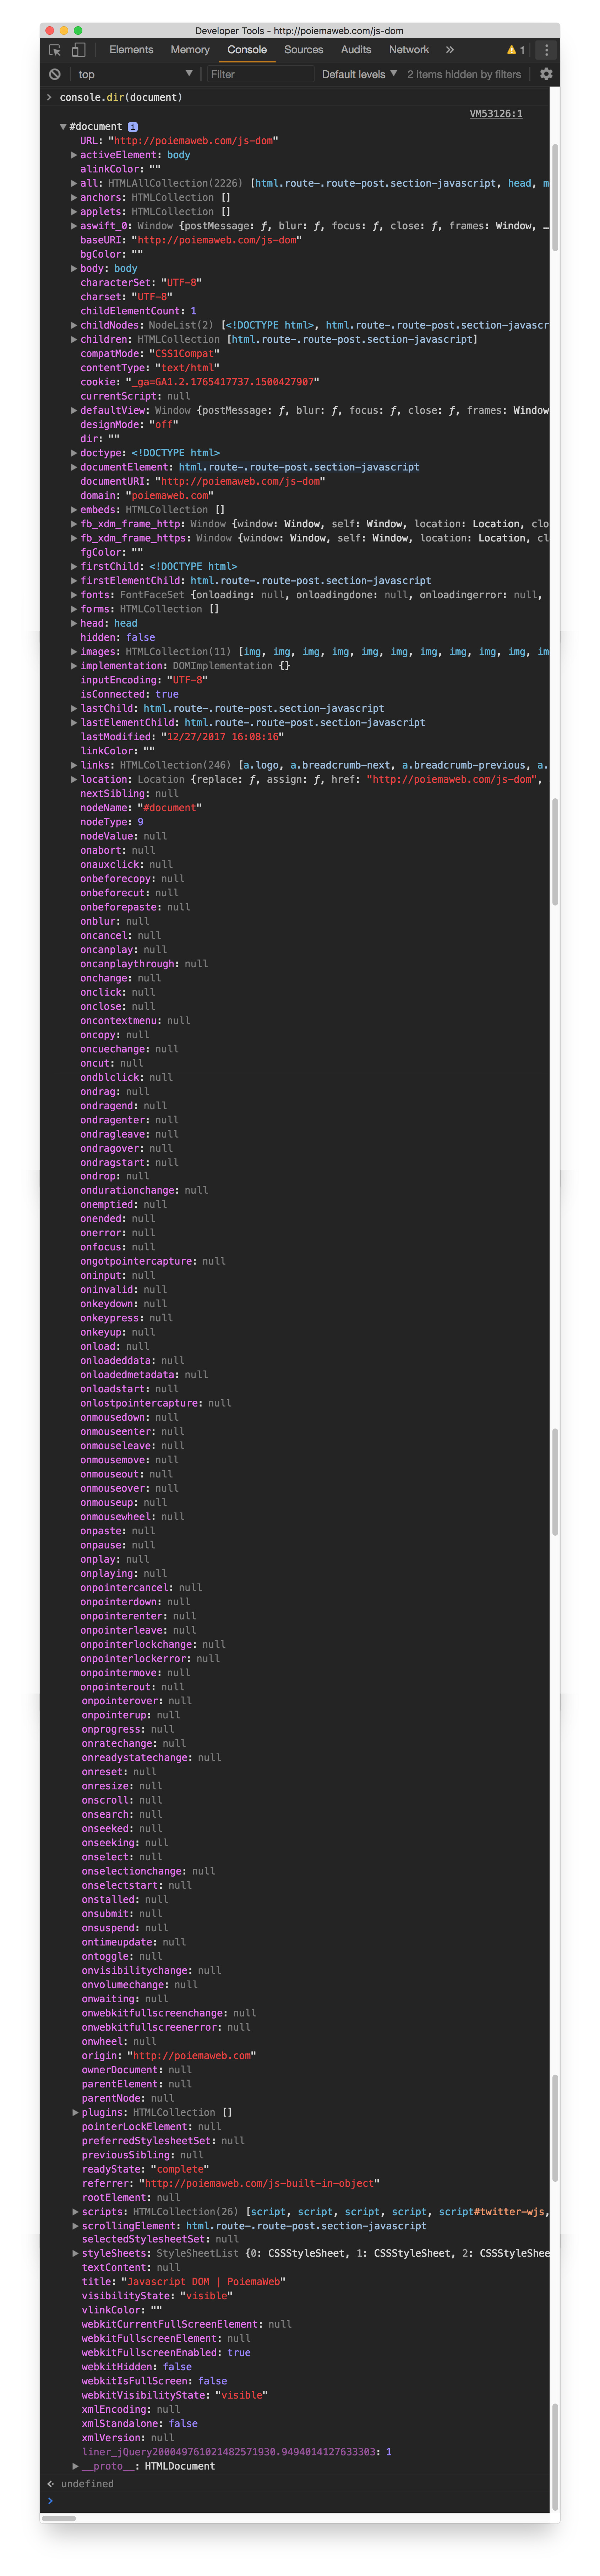 Developer Tools - http://poiemaweb.com/js-dom
Elements Memory Console Sources Audits Network » 1
top Filter Default levels 2 items hidden by filters
> console.dir(document)
VM53126:1
▼#document i
URL: "http://poiemaweb.com/js-dom"
▶activeElement: body
alinkColor: ""
▶all: HTMLAllCollection(2226) [html.route-.route-post.section-javascript, head, m
▶anchors: HTMLCollection []
▶applets: HTMLCollection []
▶aswift_0: Window {postMessage: ƒ, blur: ƒ, focus: ƒ, close: ƒ, frames: Window, …
baseURI: "http://poiemaweb.com/js-dom"
bgColor: ""
▶body: body
characterSet: "UTF-8"
charset: "UTF-8"
childElementCount: 1
▶childNodes: NodeList(2) [<!DOCTYPE html>, html.route-.route-post.section-javascr
▶children: HTMLCollection [html.route-.route-post.section-javascript]
compatMode: "CSS1Compat"
contentType: "text/html"
cookie: "_ga=GA1.2.1765417737.1500427907"
currentScript: null
▶defaultView: Window {postMessage: ƒ, blur: ƒ, focus: ƒ, close: ƒ, frames: Window
designMode: "off"
dir: ""
▶doctype: <!DOCTYPE html>
▶documentElement: html.route-.route-post.section-javascript
documentURI: "http://poiemaweb.com/js-dom"
domain: "poiemaweb.com"
▶embeds: HTMLCollection []
▶fb_xdm_frame_http: Window {window: Window, self: Window, location: Location, clo
▶fb_xdm_frame_https: Window {window: Window, self: Window, location: Location, cl
fgColor: ""
▶firstChild: <!DOCTYPE html>
▶firstElementChild: html.route-.route-post.section-javascript
▶fonts: FontFaceSet {onloading: null, onloadingdone: null, onloadingerror: null,
▶forms: HTMLCollection []
▶head: head
hidden: false
▶images: HTMLCollection(11) [img, img, img, img, img, img, img, img, img, img, im
▶implementation: DOMImplementation {}
inputEncoding: "UTF-8"
isConnected: true
▶lastChild: html.route-.route-post.section-javascript
▶lastElementChild: html.route-.route-post.section-javascript
lastModified: "12/27/2017 16:08:16"
linkColor: ""
▶links: HTMLCollection(246) [a.logo, a.breadcrumb-next, a.breadcrumb-previous, a.
▶location: Location {replace: ƒ, assign: ƒ, href: "http://poiemaweb.com/js-dom",
nextSibling: null
nodeName: "#document"
nodeType: 9
nodeValue: null
onabort: null
onauxclick: null
onbeforecopy: null
onbeforecut: null
onbeforepaste: null
onblur: null
oncancel: null
oncanplay: null
oncanplaythrough: null
onchange: null
onclick: null
onclose: null
oncontextmenu: null
oncopy: null
oncuechange: null
oncut: null
ondblclick: null
ondrag: null
ondragend: null
ondragenter: null
ondragleave: null
ondragover: null
ondragstart: null
ondrop: null
ondurationchange: null
onemptied: null
onended: null
onerror: null
onfocus: null
ongotpointercapture: null
oninput: null
oninvalid: null
onkeydown: null
onkeypress: null
onkeyup: null
onload: null
onloadeddata: null
onloadedmetadata: null
onloadstart: null
onlostpointercapture: null
onmousedown: null
onmouseenter: null
onmouseleave: null
onmousemove: null
onmouseout: null
onmouseover: null
onmouseup: null
onmousewheel: null
onpaste: null
onpause: null
onplay: null
onplaying: null
onpointercancel: null
onpointerdown: null
onpointerenter: null
onpointerleave: null
onpointerlockchange: null
onpointerlockerror: null
onpointermove: null
onpointerout: null
onpointerover: null
onpointerup: null
onprogress: null
onratechange: null
onreadystatechange: null
onreset: null
onresize: null
onscroll: null
onsearch: null
onseeked: null
onseeking: null
onselect: null
onselectionchange: null
onselectstart: null
onstalled: null
onsubmit: null
onsuspend: null
ontimeupdate: null
ontoggle: null
onvisibilitychange: null
onvolumechange: null
onwaiting: null
onwebkitfullscreenchange: null
onwebkitfullscreenerror: null
onwheel: null
origin: "http://poiemaweb.com"
ownerDocument: null
parentElement: null
parentNode: null
▶plugins: HTMLCollection []
pointerLockElement: null
preferredStylesheetSet: null
previousSibling: null
readyState: "complete"
referrer: "http://poiemaweb.com/js-built-in-object"
rootElement: null
▶scripts: HTMLCollection(26) [script, script, script, script, script#twitter-wjs,
▶scrollingElement: html.route-.route-post.section-javascript
selectedStylesheetSet: null
▶styleSheets: StyleSheetList {0: CSSStyleSheet, 1: CSSStyleSheet, 2: CSSStyleShee
textContent: null
title: "Javascript DOM | PoiemaWeb"
visibilityState: "visible"
vlinkColor: ""
webkitCurrentFullScreenElement: null
webkitFullscreenElement: null
webkitFullscreenEnabled: true
webkitHidden: false
webkitIsFullScreen: false
webkitVisibilityState: "visible"
xmlEncoding: null
xmlStandalone: false
xmlVersion: null
liner_jQuery200049761021482571930.9494014127633303: 1
▶__proto__: HTMLDocument
undefined
>